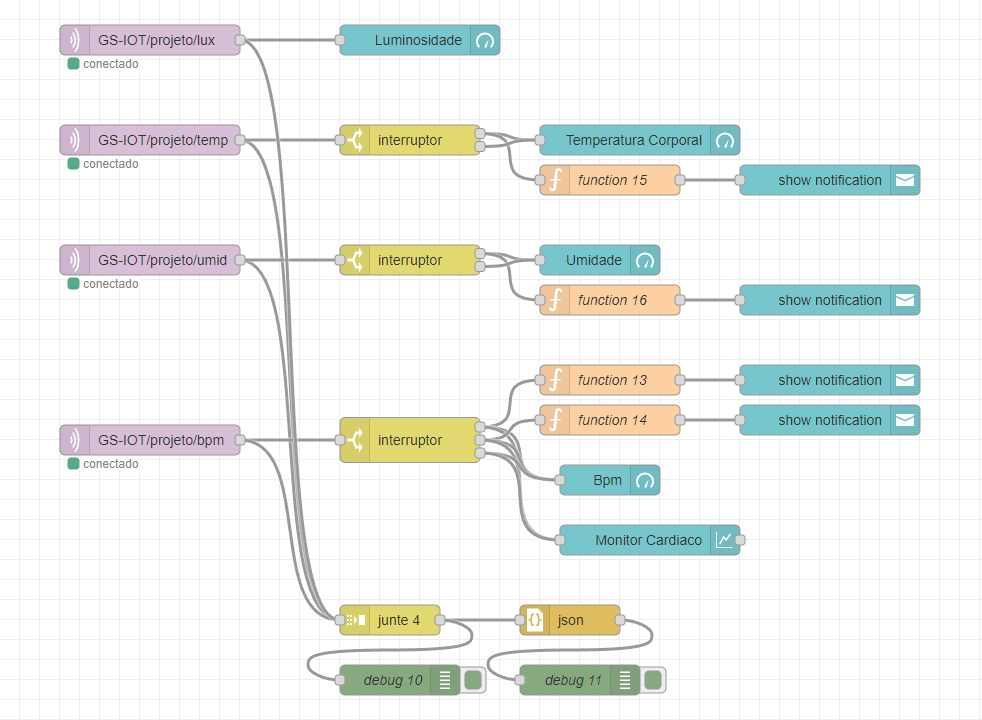 GS-IOT/projeto/lux
Luminosidade
conectado
GS-IOT/projeto/temp
interruptor
Temperatura Corporal
conectado
function 15
show notification
GS-IOT/projeto/umid
interruptor
Umidade
conectado
function 16
show notification
function 13
show notification
function 14
show notification
GS-IOT/projeto/bpm
interruptor
conectado
Bpm
Monitor Cardiaco
junte 4
json
debug 10
debug 11